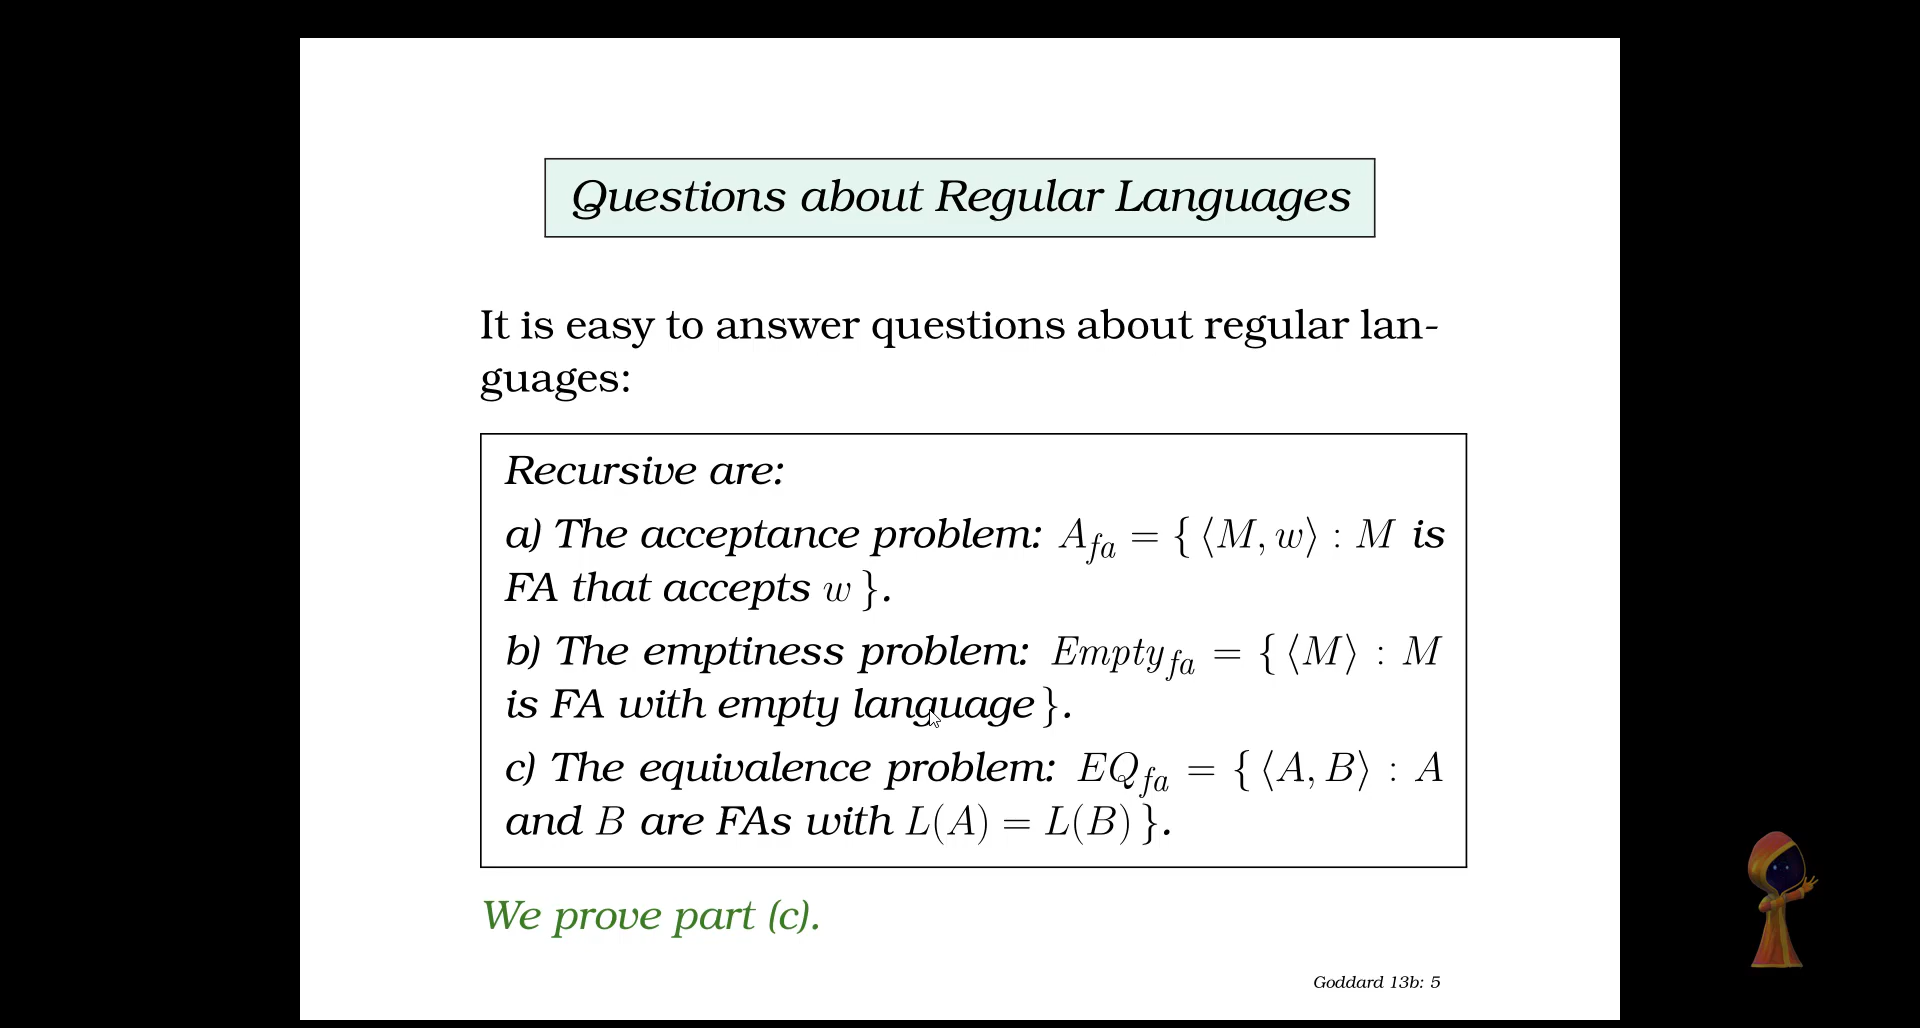 Questions about Regular Languages
It is easy to answer questions about regular lan-
guages:
Recursive are:
a) The acceptance problem: A_fa = { ⟨M, w⟩ : M is
FA that accepts w }.
b) The emptiness problem: Empty_fa = { ⟨M⟩ : M
is FA with empty language }.
c) The equivalence problem: EQ_fa = { ⟨A, B⟩ : A
and B are FAs with L(A) = L(B) }.
We prove part (c).
Goddard 13b: 5